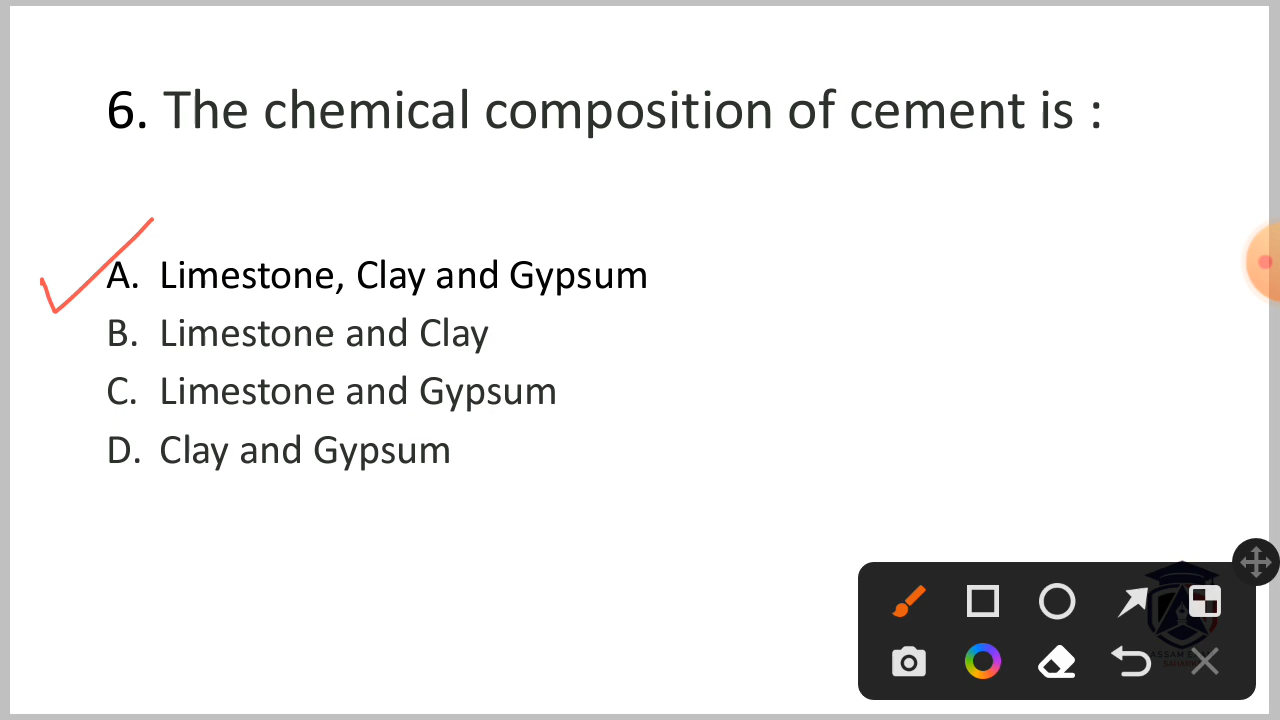 6. The chemical composition of cement is :
A. Limestone, Clay and Gypsum
B. Limestone and Clay
C. Limestone and Gypsum
D. Clay and Gypsum